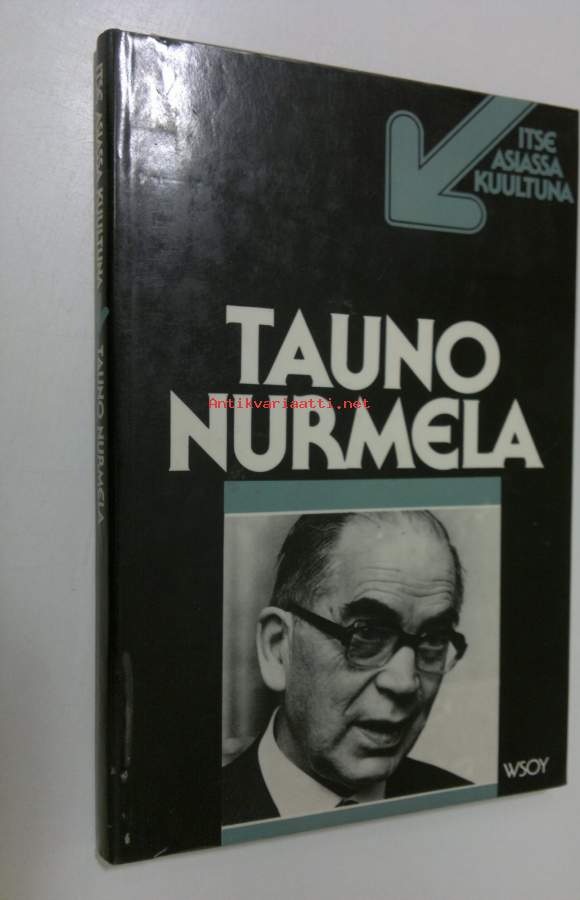 ITSE
ASIASSA
KUULTUNA
TAUNO
NURMELA
Antikvariaatti.net
WSOY
ITSE ASIASSA KUULTUNA TAUNO NURMELA